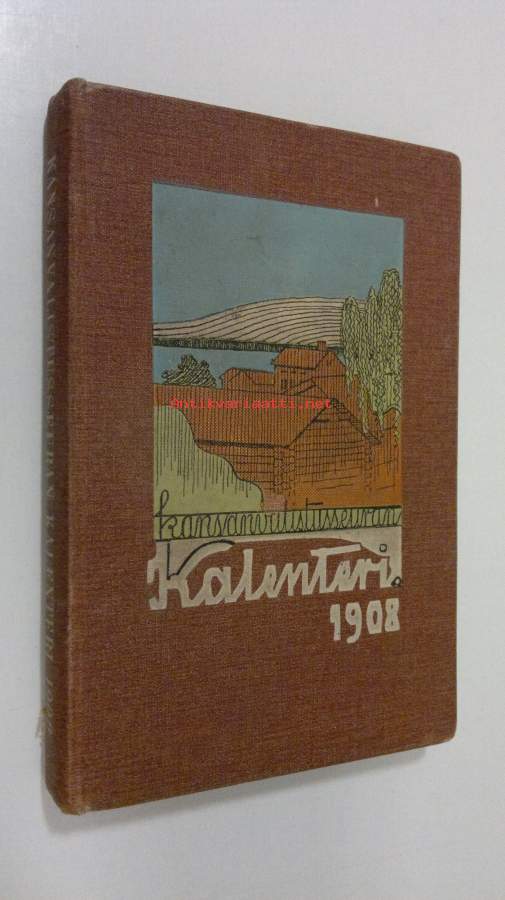 KANSANVALISTUSSEURAN KALENTERI 1908
Antikvariaatti.net
kansanvalistusseuran
Kalenteri.
1908